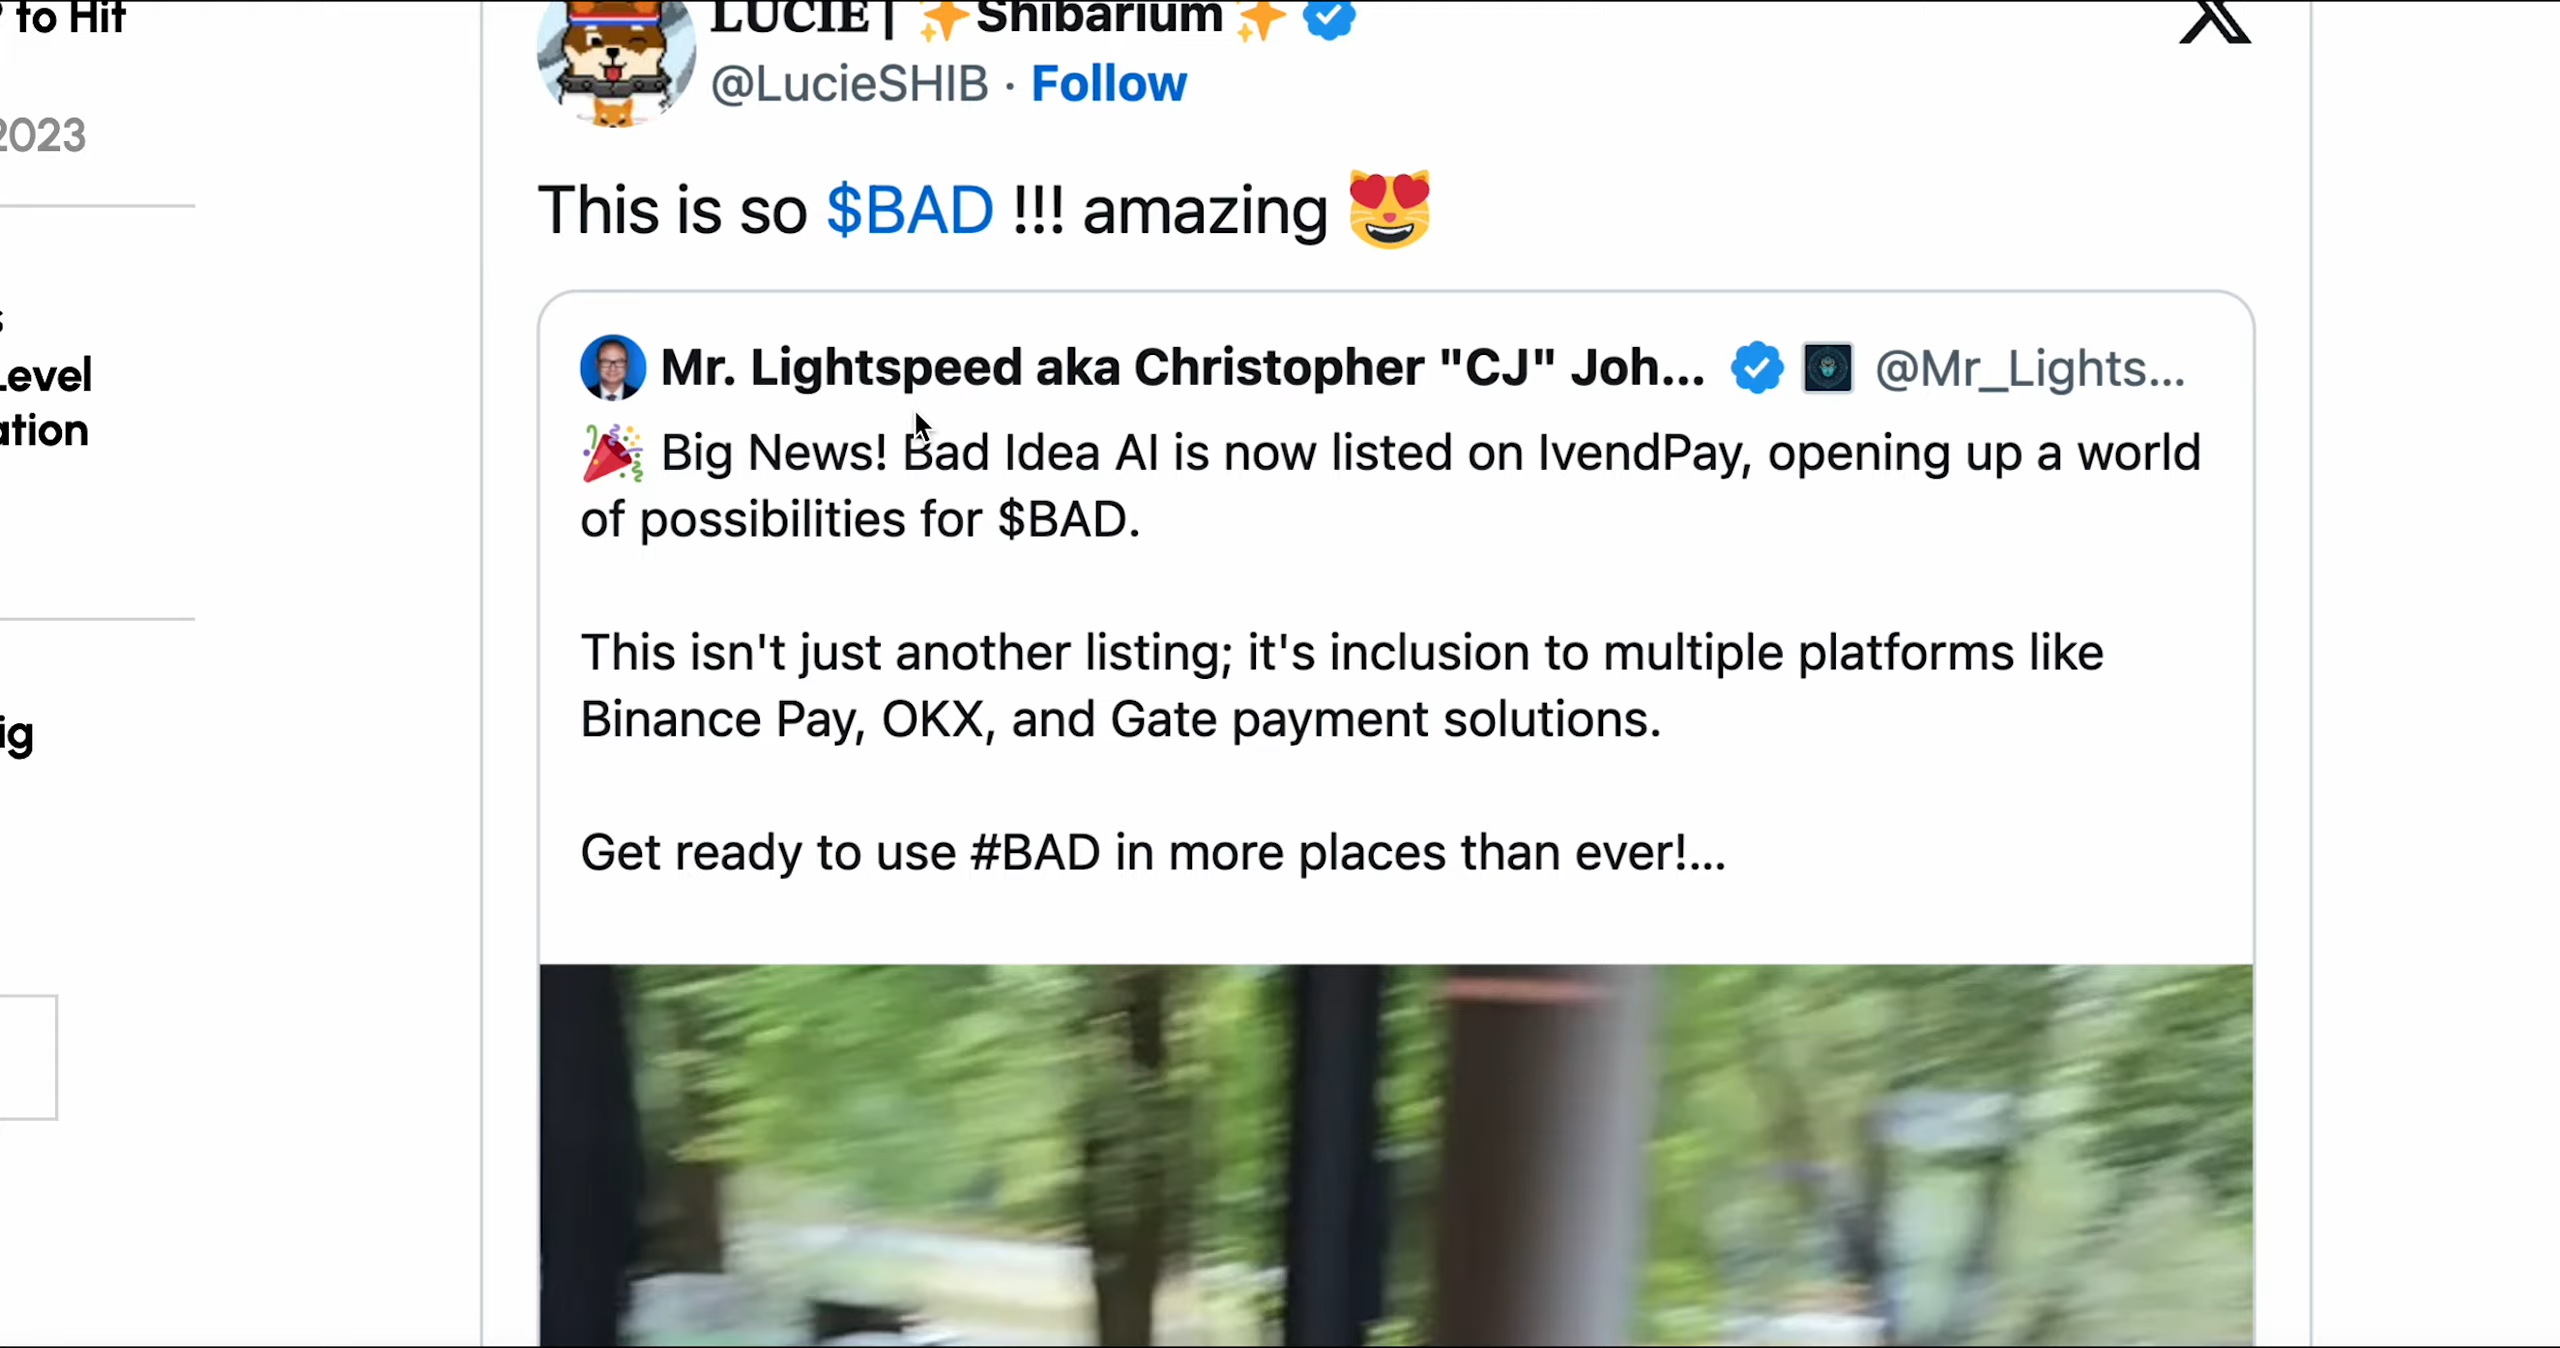 to Hit
2023
Level
ation
ig
LUCIE | ✨Shibarium✨
@LucieSHIB · Follow
This is so $BAD !!! amazing 😻
Mr. Lightspeed aka Christopher "CJ" Joh... @Mr_Lights...
🎉 Big News! Bad Idea AI is now listed on IvendPay, opening up a world
of possibilities for $BAD.
This isn't just another listing; it's inclusion to multiple platforms like
Binance Pay, OKX, and Gate payment solutions.
Get ready to use #BAD in more places than ever!...